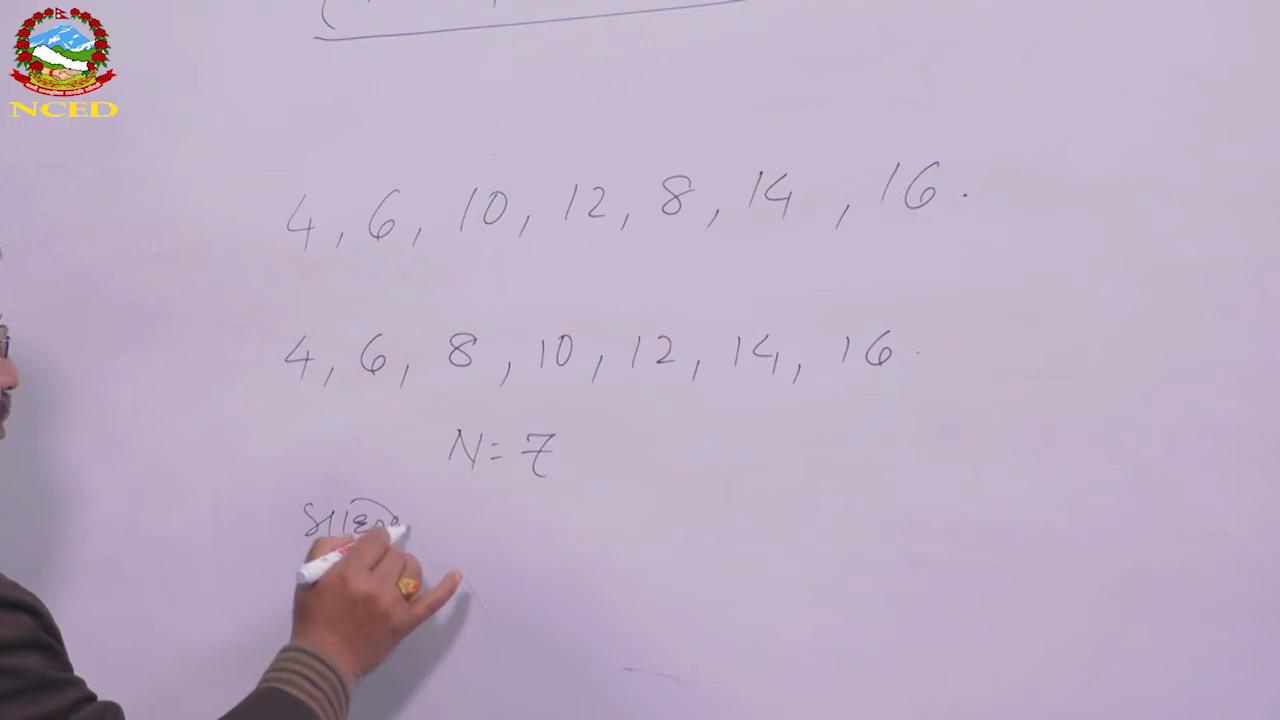 NCED
4, 6, 10, 12, 8, 14, 16.
4, 6, 8, 10, 12, 14, 16.
N = 7